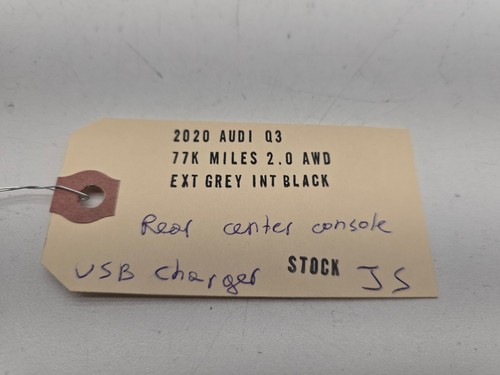 2020 AUDI Q3
77K MILES 2.0 AWD
EXT GREY INT BLACK
Rear center console
USB charger STOCK JS